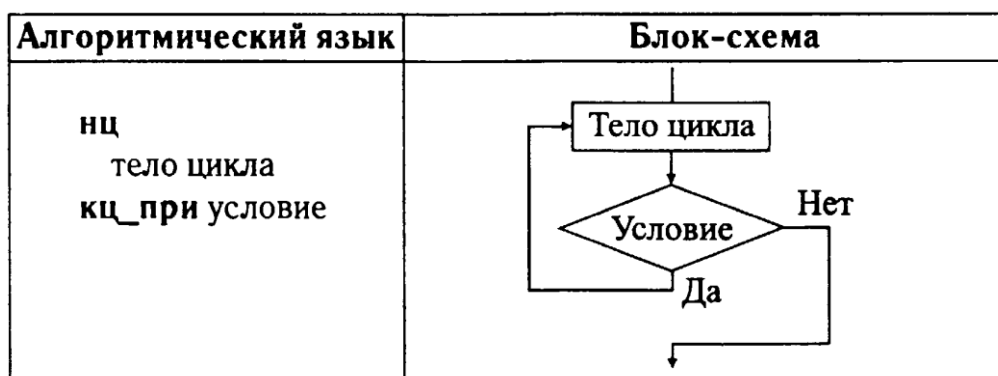 Алгоритмический язык
Блок-схема
нц
тело цикла
кц_при условие
Тело цикла
Условие
Нет
Да